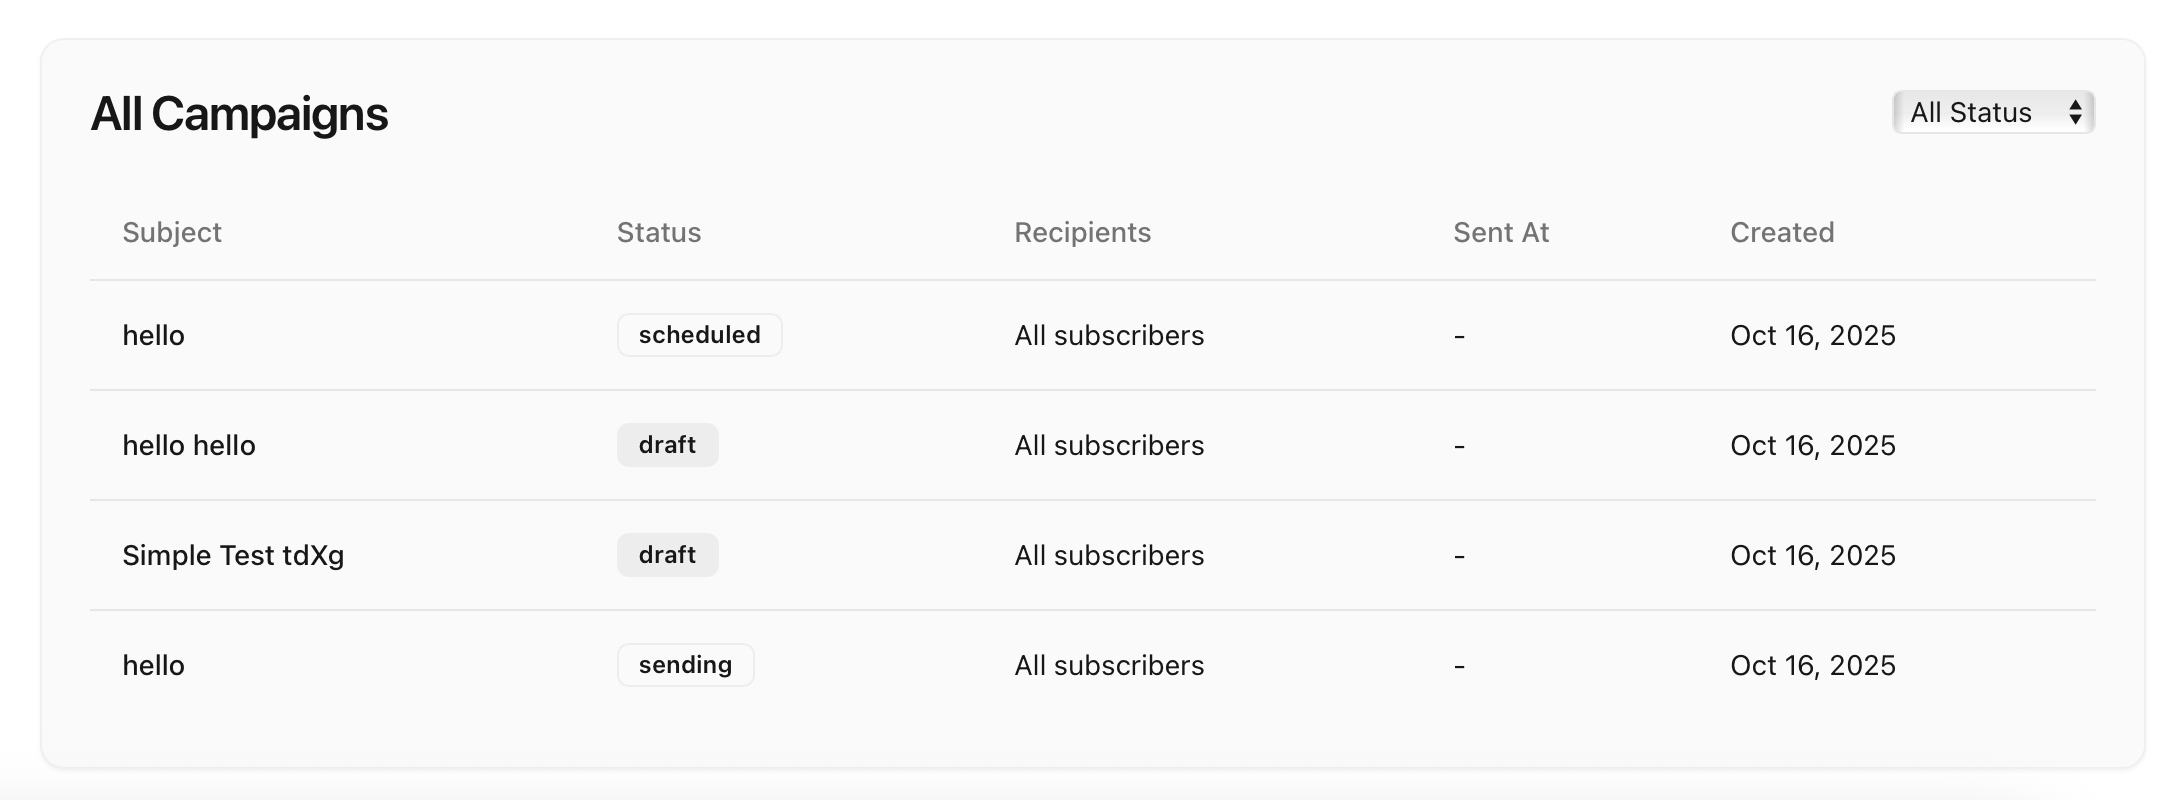 All Campaigns
All Status
Subject Status Recipients Sent At Created
hello scheduled All subscribers - Oct 16, 2025
hello hello draft All subscribers - Oct 16, 2025
Simple Test tdXg draft All subscribers - Oct 16, 2025
hello sending All subscribers - Oct 16, 2025